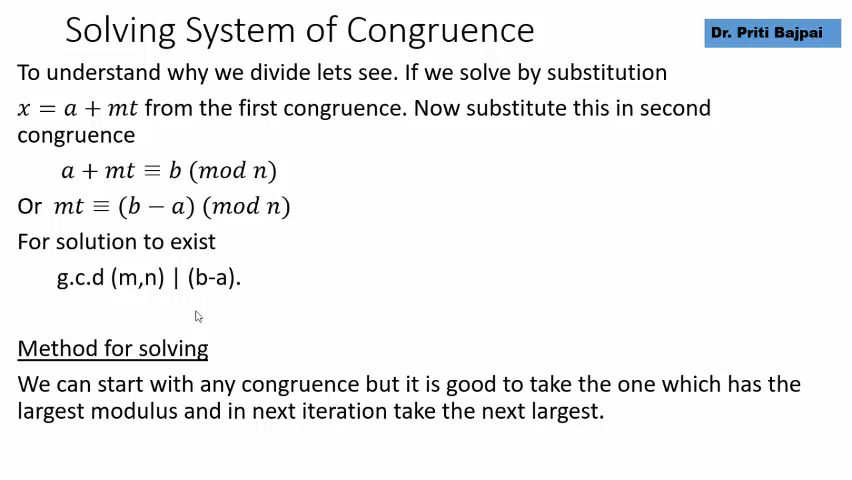 Solving System of Congruence
Dr. Priti Bajpai
To understand why we divide lets see. If we solve by substitution
x = a + mt from the first congruence. Now substitute this in second
congruence
a + mt ≡ b (mod n)
Or mt ≡ (b − a) (mod n)
For solution to exist
g.c.d (m,n) | (b-a).
Method for solving
We can start with any congruence but it is good to take the one which has the
largest modulus and in next iteration take the next largest.